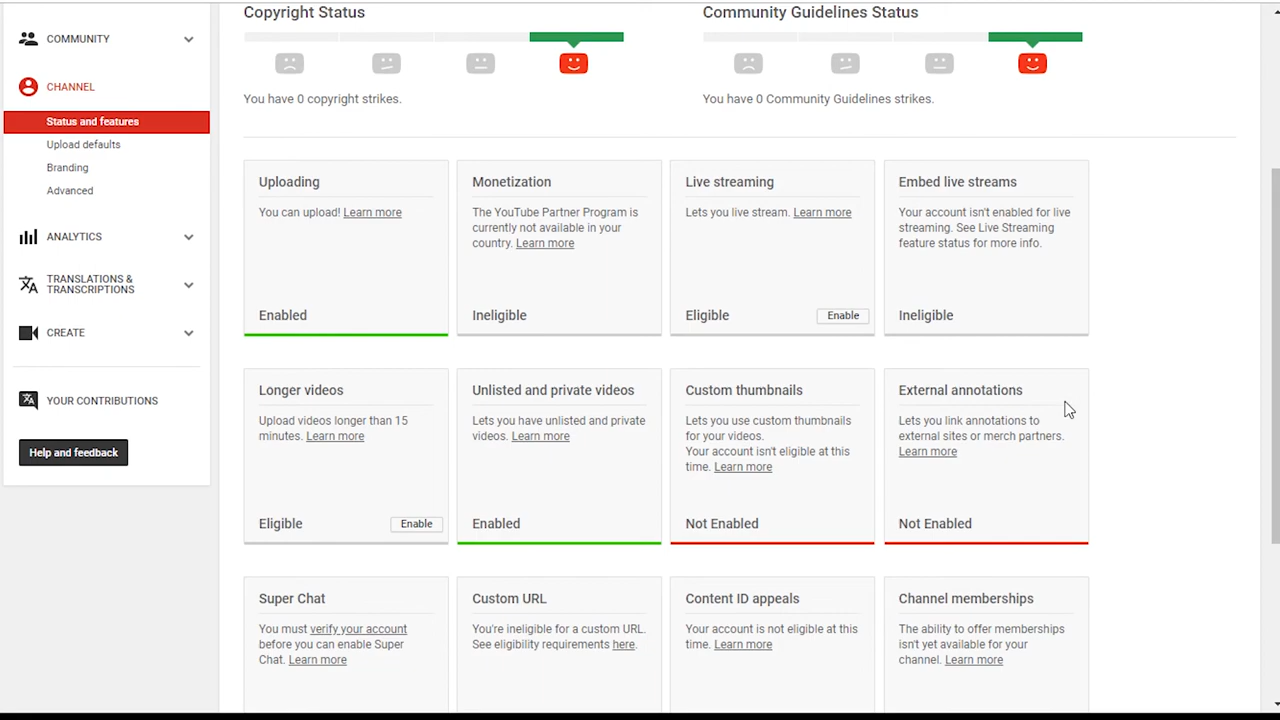 COMMUNITY
CHANNEL
Status and features
Upload defaults
Branding
Advanced
ANALYTICS
TRANSLATIONS &
TRANSCRIPTIONS
CREATE
YOUR CONTRIBUTIONS
Help and feedback
Copyright Status
You have 0 copyright strikes.
Community Guidelines Status
You have 0 Community Guidelines strikes.
Uploading
You can upload! Learn more
Enabled
Monetization
The YouTube Partner Program is
currently not available in your
country. Learn more
Ineligible
Live streaming
Lets you live stream. Learn more
Eligible
Enable
Embed live streams
Your account isn't enabled for live
streaming. See Live Streaming
feature status for more info.
Ineligible
Longer videos
Upload videos longer than 15
minutes. Learn more
Eligible
Enable
Unlisted and private videos
Lets you have unlisted and private
videos. Learn more
Enabled
Custom thumbnails
Lets you use custom thumbnails
for your videos.
Your account isn't eligible at this
time. Learn more
Not Enabled
External annotations
Lets you link annotations to
external sites or merch partners.
Learn more
Not Enabled
Super Chat
You must verify your account
before you can enable Super
Chat. Learn more
Custom URL
You're ineligible for a custom URL.
See eligibility requirements here.
Content ID appeals
Your account is not eligible at this
time. Learn more
Channel memberships
The ability to offer memberships
isn't yet available for your
channel. Learn more